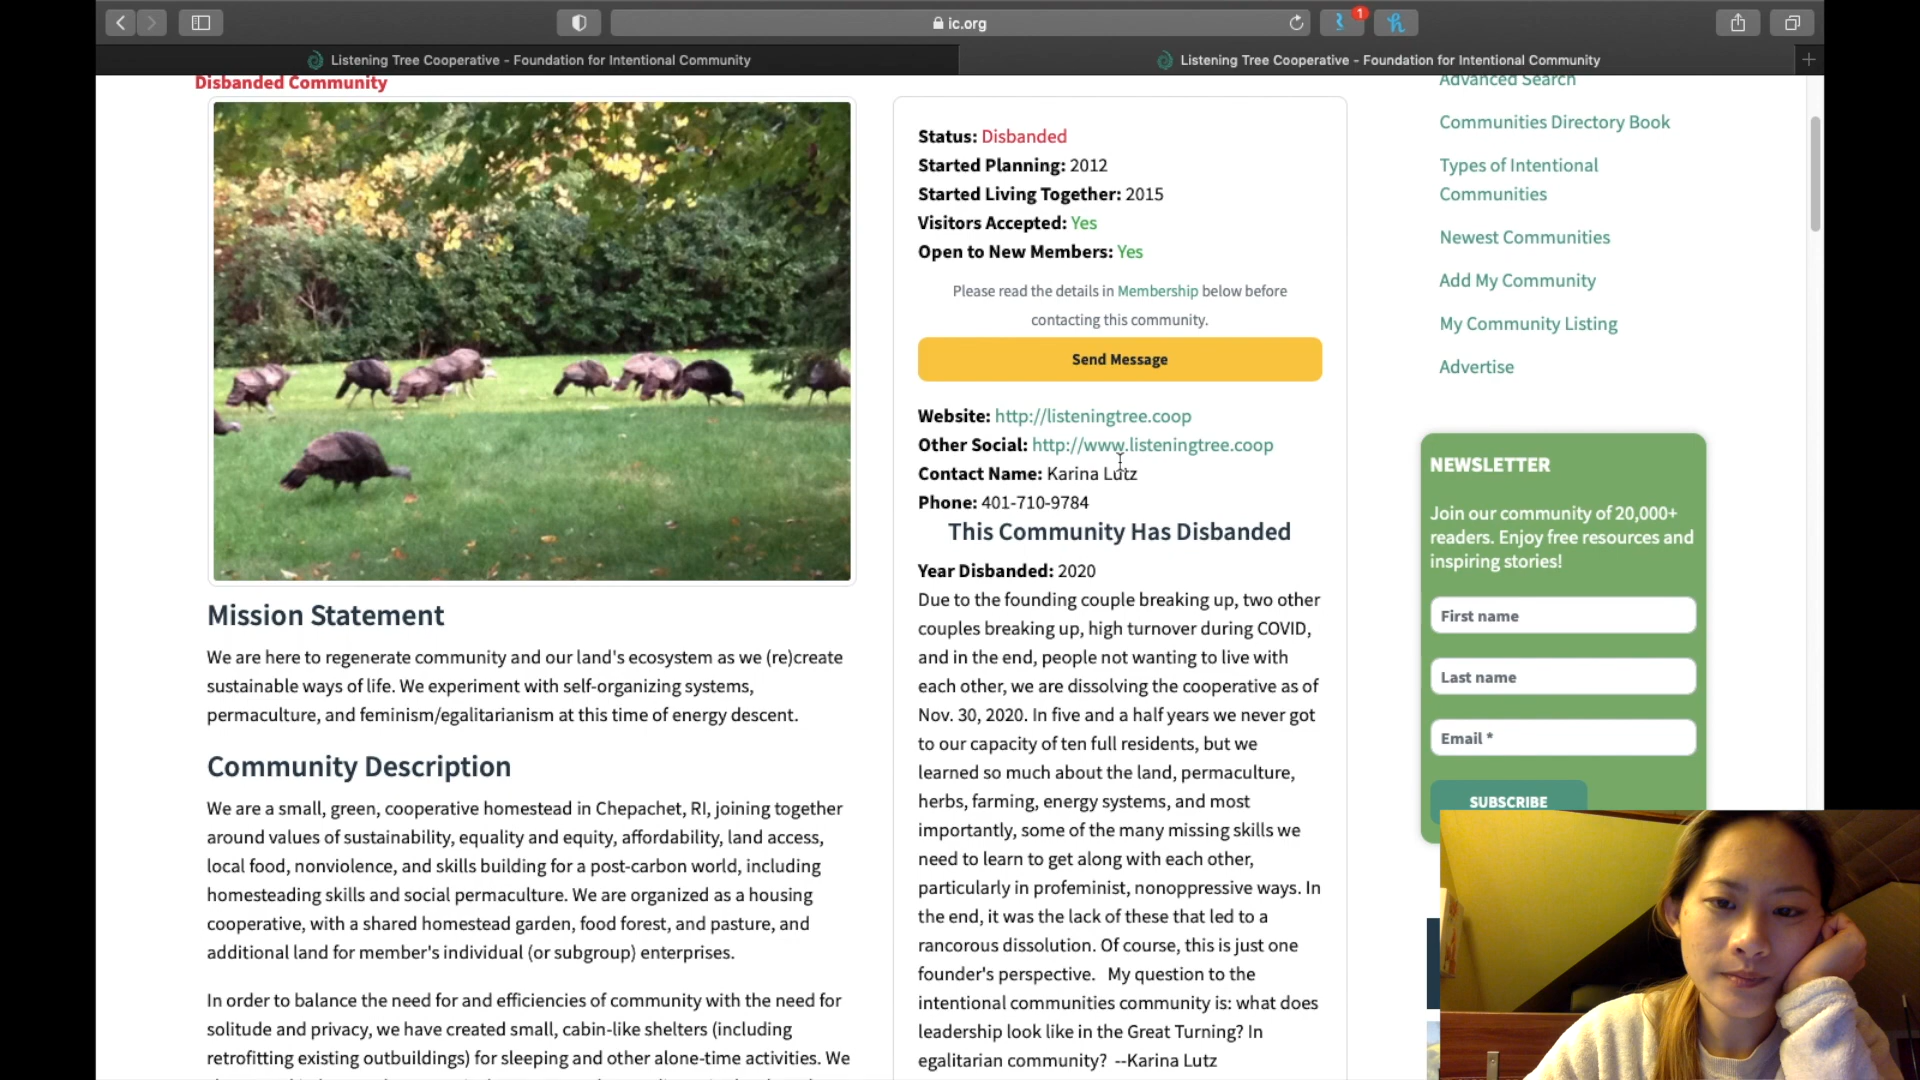 ic.org
1
Listening Tree Cooperative - Foundation for Intentional Community
Listening Tree Cooperative - Foundation for Intentional Community
Disbanded Community
Mission Statement
We are here to regenerate community and our land's ecosystem as we (re)create
sustainable ways of life. We experiment with self-organizing systems,
permaculture, and feminism/egalitarianism at this time of energy descent.
Community Description
We are a small, green, cooperative homestead in Chepachet, RI, joining together
around values of sustainability, equality and equity, affordability, land access,
local food, nonviolence, and skills building for a post-carbon world, including
homesteading skills and social permaculture. We are organized as a housing
cooperative, with a shared homestead garden, food forest, and pasture, and
additional land for member's individual (or subgroup) enterprises.
In order to balance the need for and efficiencies of community with the need for
solitude and privacy, we have created small, cabin-like shelters (including
retrofitting existing outbuildings) for sleeping and other alone-time activities. We
Status: Disbanded
Started Planning: 2012
Started Living Together: 2015
Visitors Accepted: Yes
Open to New Members: Yes
Please read the details in Membership below before
contacting this community.
Send Message
Website: http://listeningtree.coop
Other Social: http://www.listeningtree.coop
Contact Name: Karina Lutz
Phone: 401-710-9784
This Community Has Disbanded
Year Disbanded: 2020
Due to the founding couple breaking up, two other
couples breaking up, high turnover during COVID,
and in the end, people not wanting to live with
each other, we are dissolving the cooperative as of
Nov. 30, 2020. In five and a half years we never got
to our capacity of ten full residents, but we
learned so much about the land, permaculture,
herbs, farming, energy systems, and most
importantly, some of the many missing skills we
need to learn to get along with each other,
particularly in profeminist, nonoppressive ways. In
the end, it was the lack of these that led to a
rancorous dissolution. Of course, this is just one
founder's perspective. My question to the
intentional communities community is: what does
leadership look like in the Great Turning? In
egalitarian community? --Karina Lutz
Advanced Search
Communities Directory Book
Types of Intentional
Communities
Newest Communities
Add My Community
My Community Listing
Advertise
NEWSLETTER
Join our community of 20,000+
readers. Enjoy free resources and
inspiring stories!
First name
Last name
Email *
SUBSCRIBE